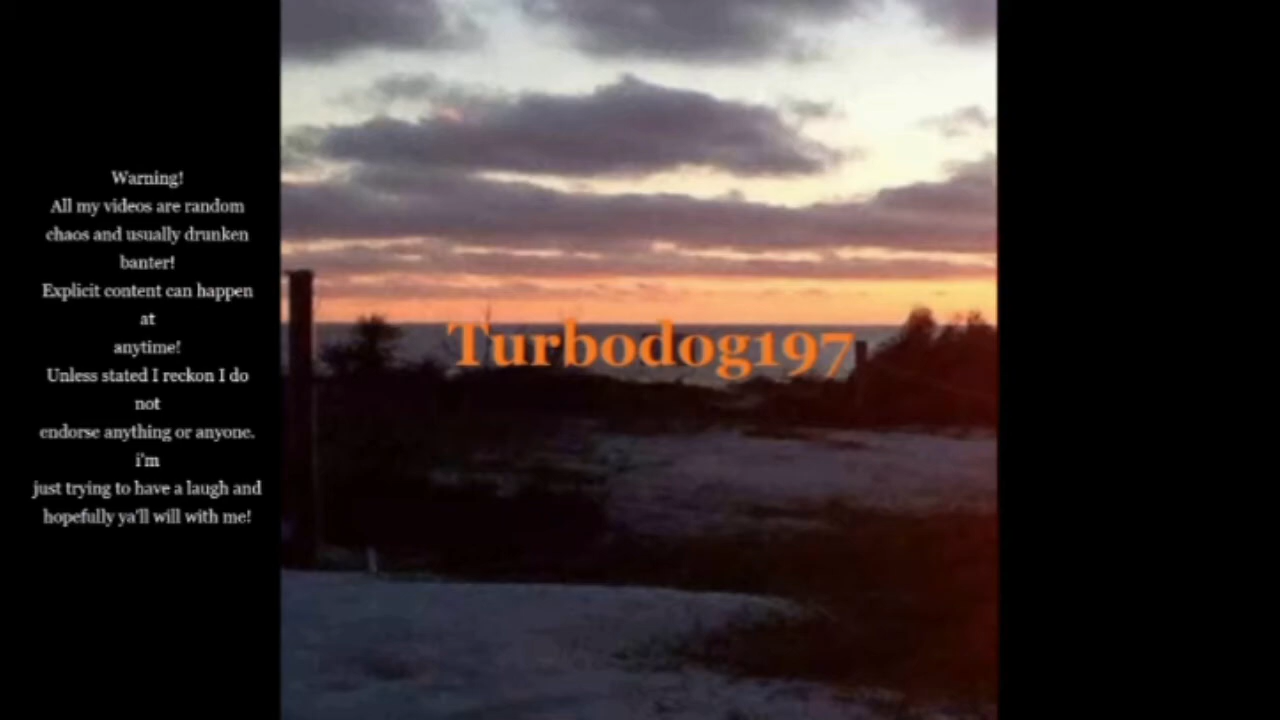 Warning!
All my videos are random
chaos and usually drunken
banter!
Explicit content can happen
at
anytime!
Unless stated I reckon I do
not
endorse anything or anyone.
i'm
just trying to have a laugh and
hopefully ya'll will with me!
Turbodog197